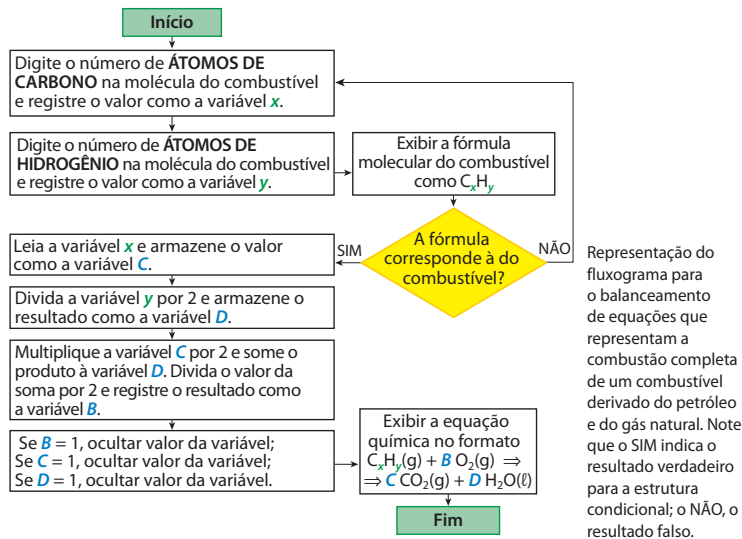 Início
Digite o número de ÁTOMOS DE
CARBONO na molécula do combustível
e registre o valor como a variável x.
Digite o número de ÁTOMOS DE
HIDROGÊNIO na molécula do combustível
e registre o valor como a variável y.
Exibir a fórmula
molecular do combustível
como CxHy
A fórmula
corresponde à do
combustível?
SIM
NÃO
Leia a variável x e armazene o valor
como a variável C.
Divida a variável y por 2 e armazene o
resultado como a variável D.
Multiplique a variável C por 2 e some o
produto à variável D. Divida o valor da
soma por 2 e registre o resultado como
a variável B.
Se B = 1, ocultar valor da variável;
Se C = 1, ocultar valor da variável;
Se D = 1, ocultar valor da variável.
Exibir a equação
química no formato
CxHy(g) + B O2(g) ⇒
⇒ C CO2(g) + D H2O(ℓ)
Fim
Representação do
fluxograma para
o balanceamento
de equações que
representam a
combustão completa
de um combustível
derivado do petróleo
e do gás natural. Note
que o SIM indica o
resultado verdadeiro
para a estrutura
condicional; o NÃO, o
resultado falso.